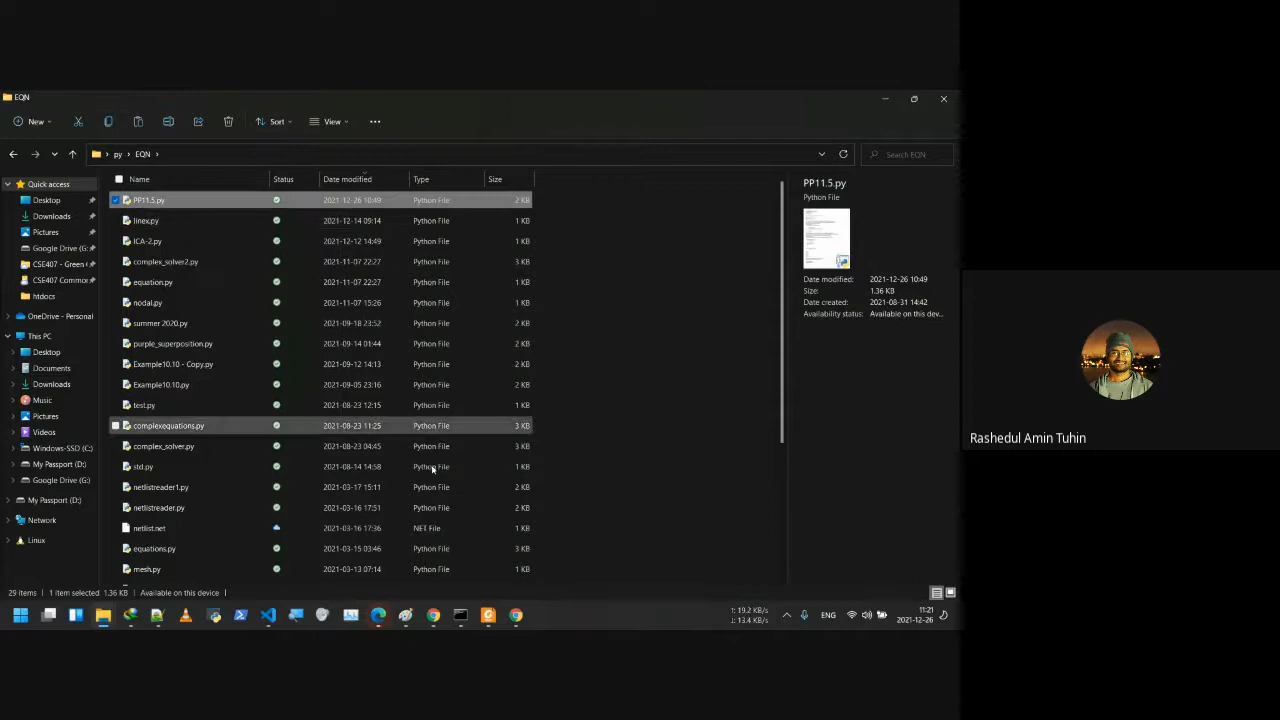 EQN
New
Sort
View
py > EQN >
Search EQN
Quick access
Desktop
Downloads
Pictures
Google Drive (G:
CSE407 - Green
CSE407 Commor
htdocs
OneDrive - Personal
This PC
Desktop
Documents
Downloads
Music
Pictures
Videos
Windows-SSD (C:)
My Passport (D:)
Google Drive (G:)
My Passport (D:)
Network
Linux
Name Status Date modified Type Size
PP11.5.py 2021-12-26 10:49 Python File 2 KB
linex.py 2021-12-14 09:14 Python File 1 KB
ICA-2.py 2021-12-12 14:49 Python File 1 KB
complex_solver2.py 2021-11-07 22:27 Python File 3 KB
equation.py 2021-11-07 22:27 Python File 1 KB
nodal.py 2021-11-07 15:26 Python File 1 KB
summer 2020.py 2021-09-18 23:52 Python File 2 KB
purple_superposition.py 2021-09-14 01:44 Python File 2 KB
Example10.10 - Copy.py 2021-09-12 14:13 Python File 2 KB
Example10.10.py 2021-09-05 23:16 Python File 2 KB
test.py 2021-08-23 12:15 Python File 1 KB
complexequations.py 2021-08-23 11:25 Python File 3 KB
complex_solver.py 2021-08-23 04:45 Python File 3 KB
std.py 2021-08-14 14:58 Python File 1 KB
netlistreader1.py 2021-03-17 15:11 Python File 2 KB
netlistreader.py 2021-03-16 17:51 Python File 2 KB
netlist.net 2021-03-16 17:36 NET File 1 KB
equations.py 2021-03-15 03:46 Python File 3 KB
mesh.py 2021-03-13 07:14 Python File 1 KB
PP11.5.py
Python File
Date modified: 2021-12-26 10:49
Size: 1.36 KB
Date created: 2021-08-31 14:42
Availability status: Available on this dev...
Rashedul Amin Tuhin
29 items | 1 item selected 1.36 KB | Available on this device |
↑: 19.2 KB/s
↓: 13.4 KB/s
ENG
11:21
2021-12-26